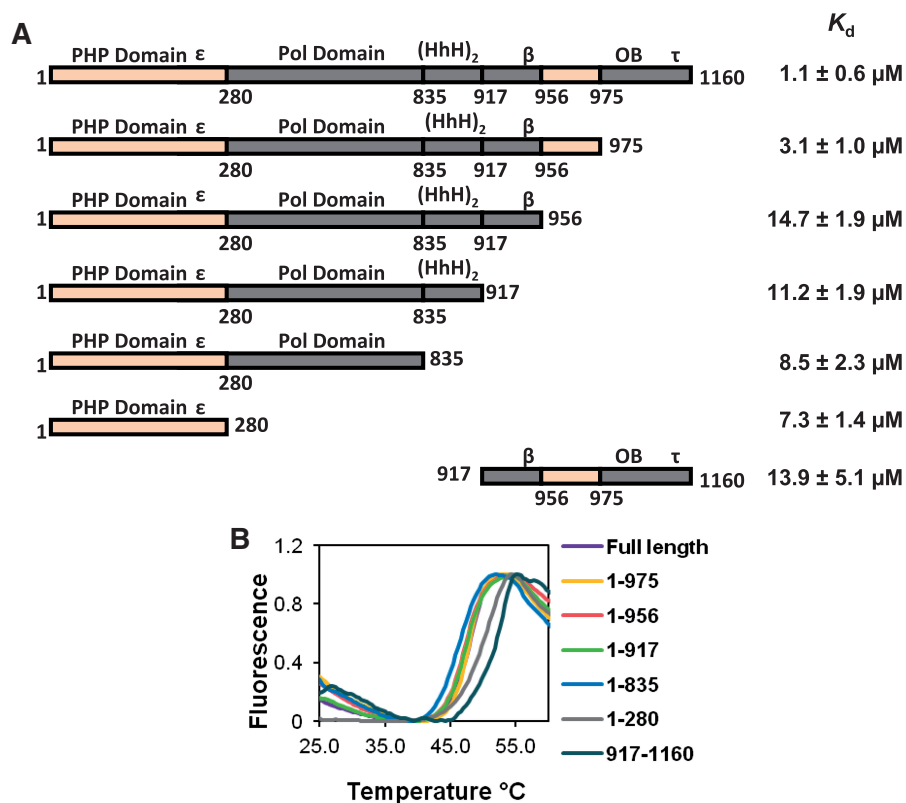 A
K_d
PHP Domain ε Pol Domain (HhH)₂ β OB τ
1 1160 1.1 ± 0.6 µM
280 835 917 956 975
PHP Domain ε Pol Domain (HhH)₂ β
1 975 3.1 ± 1.0 µM
280 835 917 956
PHP Domain ε Pol Domain (HhH)₂ β
1 956 14.7 ± 1.9 µM
280 835 917
PHP Domain ε Pol Domain (HhH)₂
1 917 11.2 ± 1.9 µM
280 835
PHP Domain ε Pol Domain
1 835 8.5 ± 2.3 µM
280
PHP Domain ε
1 280 7.3 ± 1.4 µM
β OB τ
917 1160 13.9 ± 5.1 µM
956 975
B
Fluorescence
1.2
0.8
0.4
0
25.0 35.0 45.0 55.0
Temperature °C
Full length
1-975
1-956
1-917
1-835
1-280
917-1160